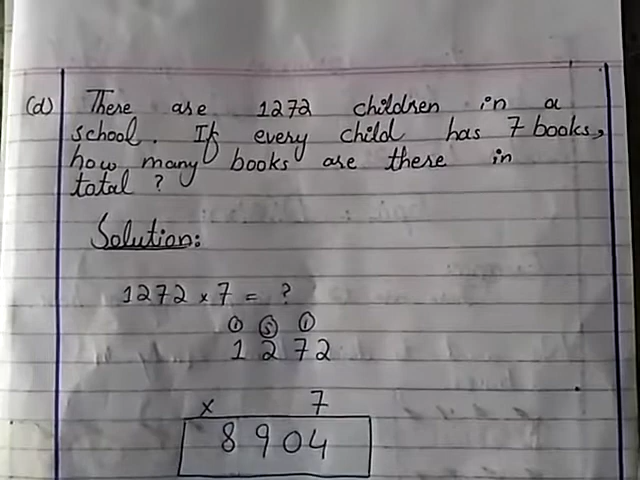 (d) There are 1272 children in a
school. If every child has 7 books,
how many books are there in
total ?
Solution:
1272 × 7 = ?
1 5 1
1 2 7 2
× 7
8 9 0 4